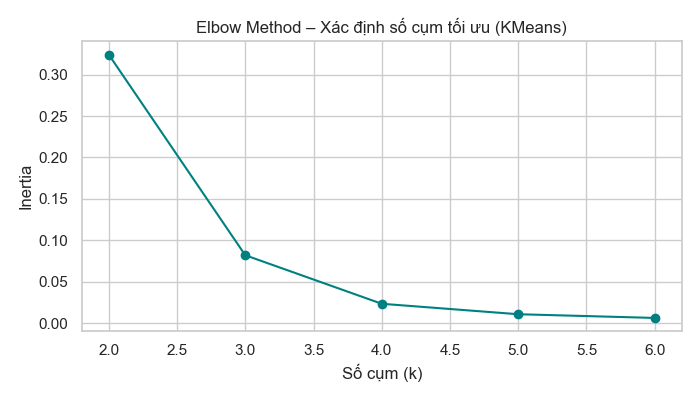 Elbow Method – Xác định số cụm tối ưu (KMeans)
0.30
0.25
0.20
0.15
0.10
0.05
0.00
Inertia
2.0 2.5 3.0 3.5 4.0 4.5 5.0 5.5 6.0
Số cụm (k)